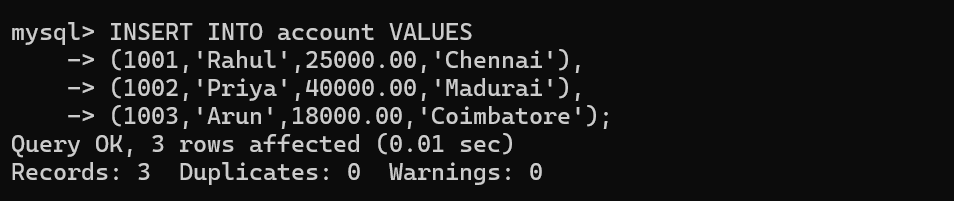 mysql> INSERT INTO account VALUES
    -> (1001,'Rahul',25000.00,'Chennai'),
    -> (1002,'Priya',40000.00,'Madurai'),
    -> (1003,'Arun',18000.00,'Coimbatore');
Query OK, 3 rows affected (0.01 sec)
Records: 3  Duplicates: 0  Warnings: 0